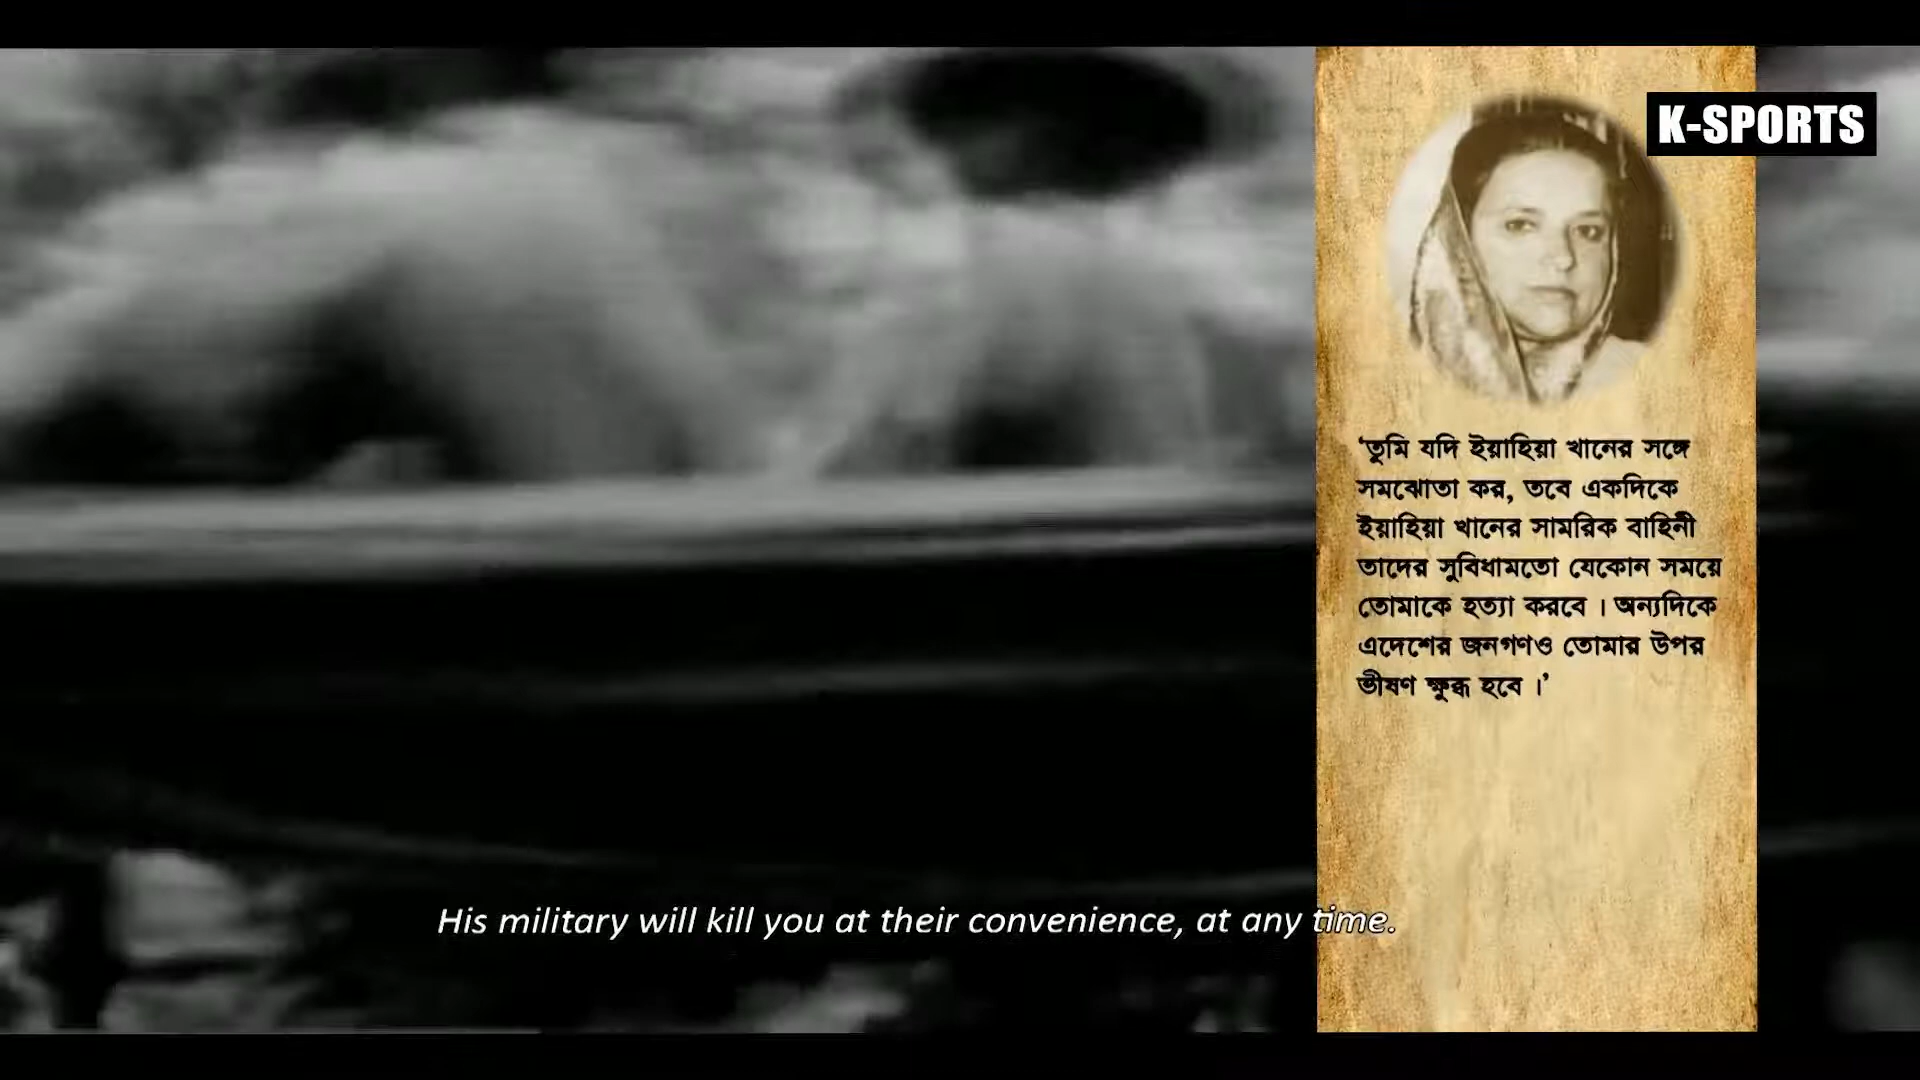 K-SPORTS
‘তুমি যদি ইয়াহিয়া খানের সঙ্গে
সমঝোতা কর, তবে একদিকে
ইয়াহিয়া খানের সামরিক বাহিনী
তাদের সুবিধামতো যেকোন সময়ে
তোমাকে হত্যা করবে । অন্যদিকে
এদেশের জনগণও তোমার উপর
ভীষণ ক্ষুব্ধ হবে ।’
His military will kill you at their convenience, at any time.